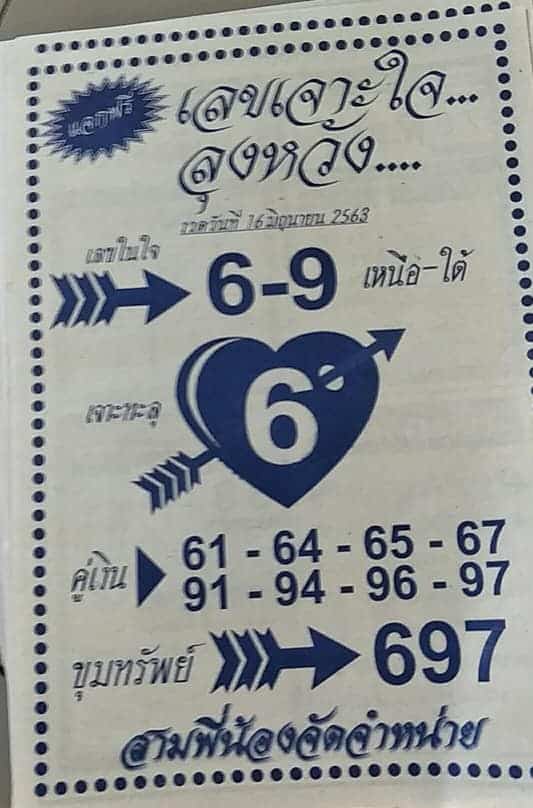 แจกฟรี
เลขเจาะใจ...
ลุงหวัง....
งวดวันที่ 16 มิถุนายน 2563
เลขในใจ
6-9 เหนือ-ใต้
เจาะทะลุ
6
คู่เงิน
61 - 64 - 65 - 67
91 - 94 - 96 - 97
ขุมทรัพย์ 697
สามพี่น้องจัดจำหน่าย